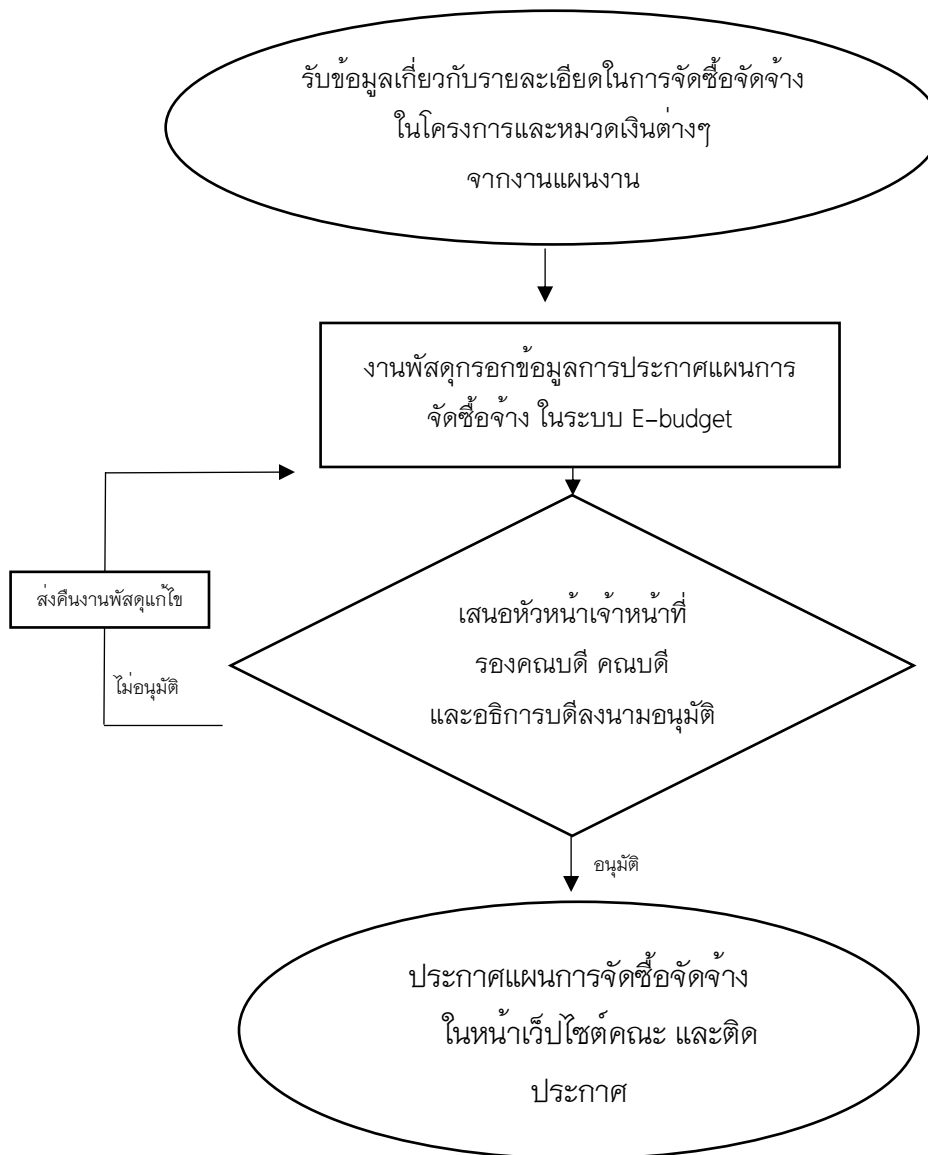 รับข้อมูลเกี่ยวกับรายละเอียดในการจัดซื้อจัดจ้าง
ในโครงการและหมวดเงินต่างๆ
จากงานแผนงาน
งานพัสดุกรอกข้อมูลการประกาศแผนการ
จัดซื้อจ้าง ในระบบ E-budget
ส่งคืนงานพัสดุแก้ไข
ไม่อนุมัติ
เสนอหัวหน้าเจ้าหน้าที่
รองคณบดี คณบดี
และอธิการบดีลงนามอนุมัติ
อนุมัติ
ประกาศแผนการจัดซื้อจัดจ้าง
ในหน้าเว็ปไซต์คณะ และติด
ประกาศ